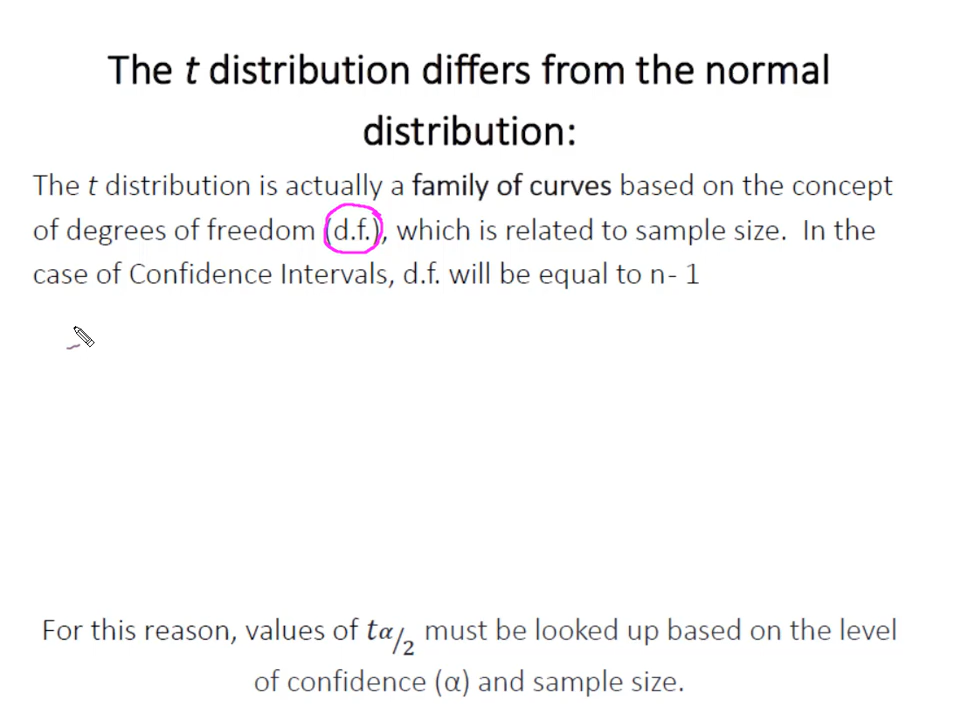 The t distribution differs from the normal
distribution:
The t distribution is actually a family of curves based on the concept
of degrees of freedom (d.f.), which is related to sample size. In the
case of Confidence Intervals, d.f. will be equal to n- 1
For this reason, values of tα/2 must be looked up based on the level
of confidence (α) and sample size.